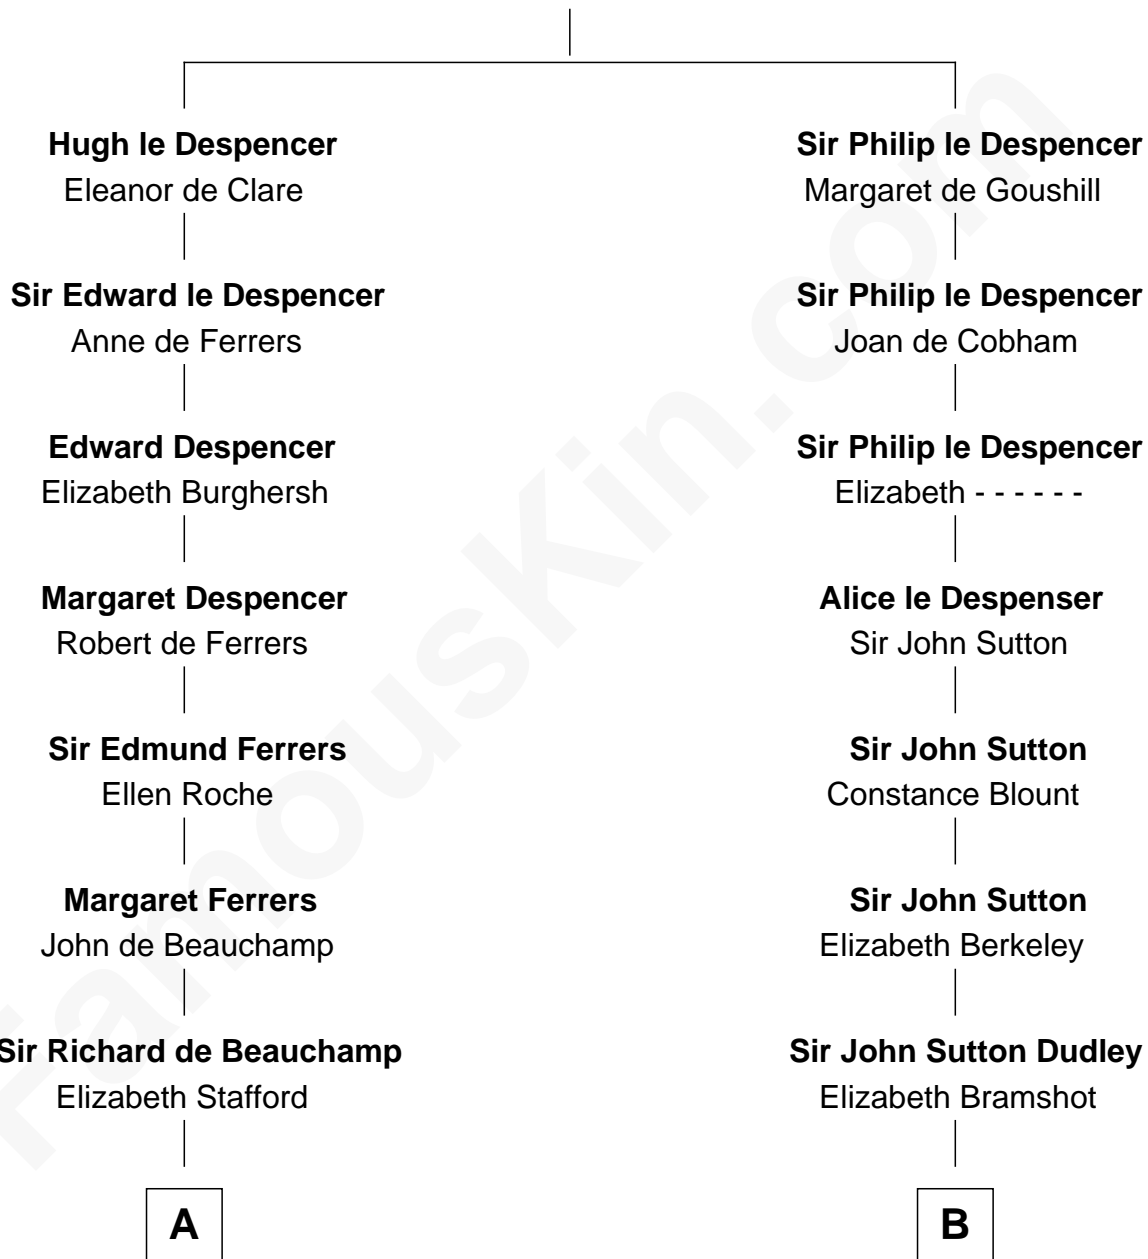 Hugh le Despencer
Eleanor de Clare
Sir Edward le Despencer
Anne de Ferrers
Edward Despencer
Elizabeth Burghersh
Margaret Despencer
Robert de Ferrers
Sir Edmund Ferrers
Ellen Roche
Margaret Ferrers
John de Beauchamp
Sir Richard de Beauchamp
Elizabeth Stafford
A
Sir Philip le Despencer
Margaret de Goushill
Sir Philip le Despencer
Joan de Cobham
Sir Philip le Despencer
Elizabeth - - - - - -
Alice le Despenser
Sir John Sutton
Sir John Sutton
Constance Blount
Sir John Sutton
Elizabeth Berkeley
Sir John Sutton Dudley
Elizabeth Bramshot
B
FamousKin.com